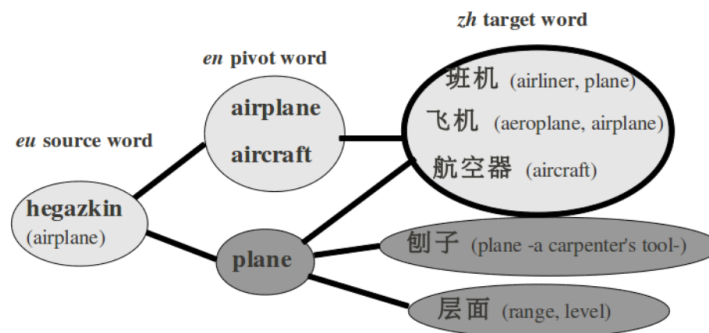 zh target word
en pivot word
eu source word
hegazkin
(airplane)
airplane
aircraft
plane
班机 (airliner, plane)
飞机 (aeroplane, airplane)
航空器 (aircraft)
刨子 (plane -a carpenter's tool-)
层面 (range, level)